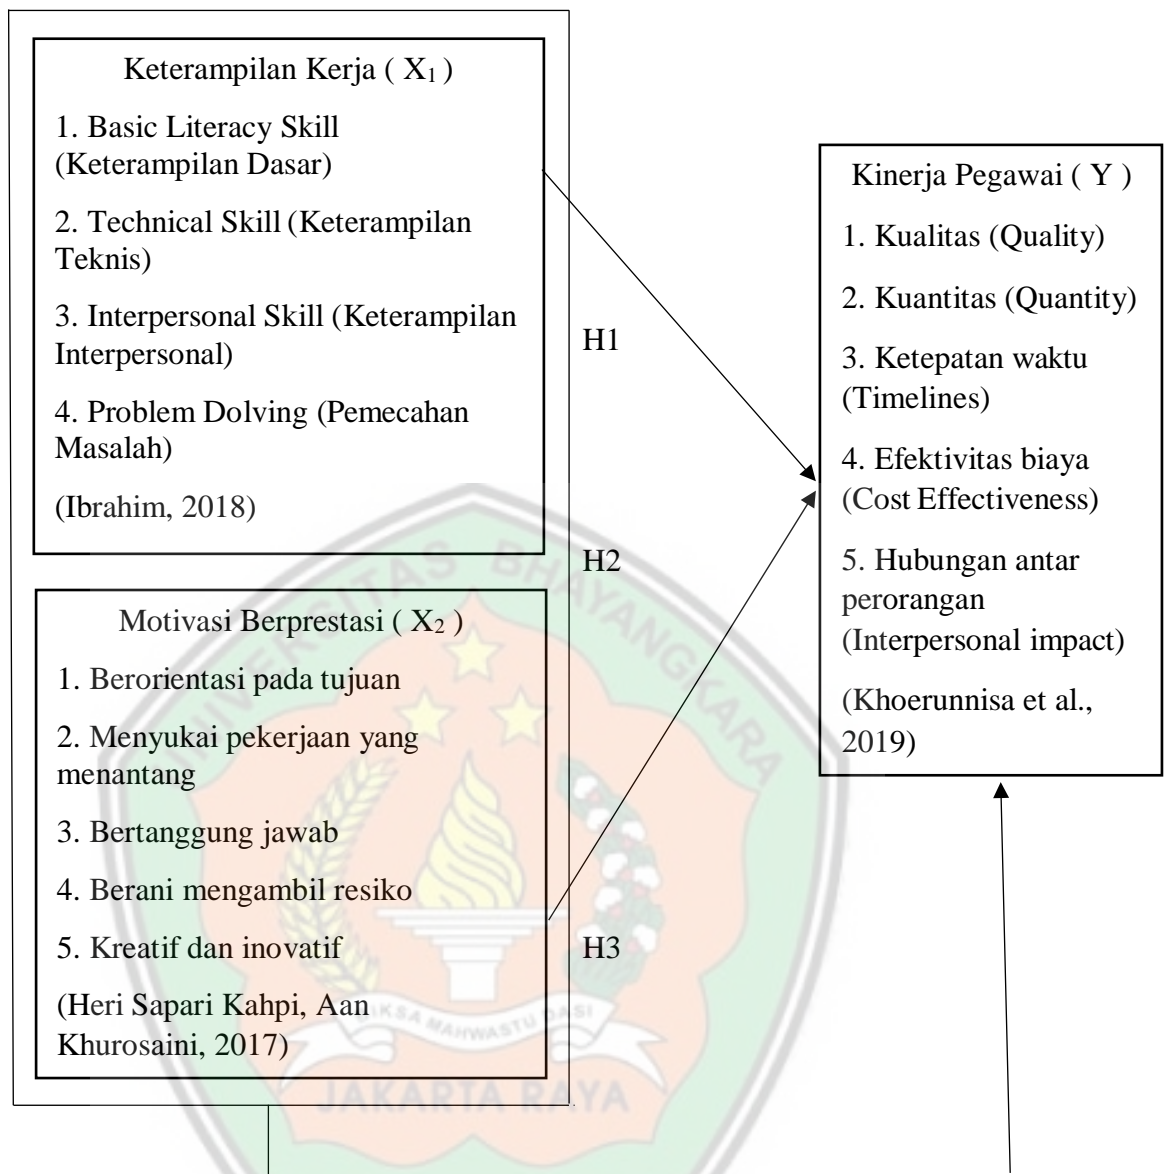 Keterampilan Kerja ( X₁ )
1. Basic Literacy Skill
(Keterampilan Dasar)
2. Technical Skill (Keterampilan
Teknis)
3. Interpersonal Skill (Keterampilan
Interpersonal)
4. Problem Dolving (Pemecahan
Masalah)
(Ibrahim, 2018)
Motivasi Berprestasi ( X₂ )
1. Berorientasi pada tujuan
2. Menyukai pekerjaan yang
menantang
3. Bertanggung jawab
4. Berani mengambil resiko
5. Kreatif dan inovatif
(Heri Sapari Kahpi, Aan
Khurosaini, 2017)
H1
H2
H3
Kinerja Pegawai ( Y )
1. Kualitas (Quality)
2. Kuantitas (Quantity)
3. Ketepatan waktu
(Timelines)
4. Efektivitas biaya
(Cost Effectiveness)
5. Hubungan antar
perorangan
(Interpersonal impact)
(Khoerunnisa et al.,
2019)
UNIVERSITAS BHAYANGKARA
MAHWASTU DASI
JAKARTA RAYA